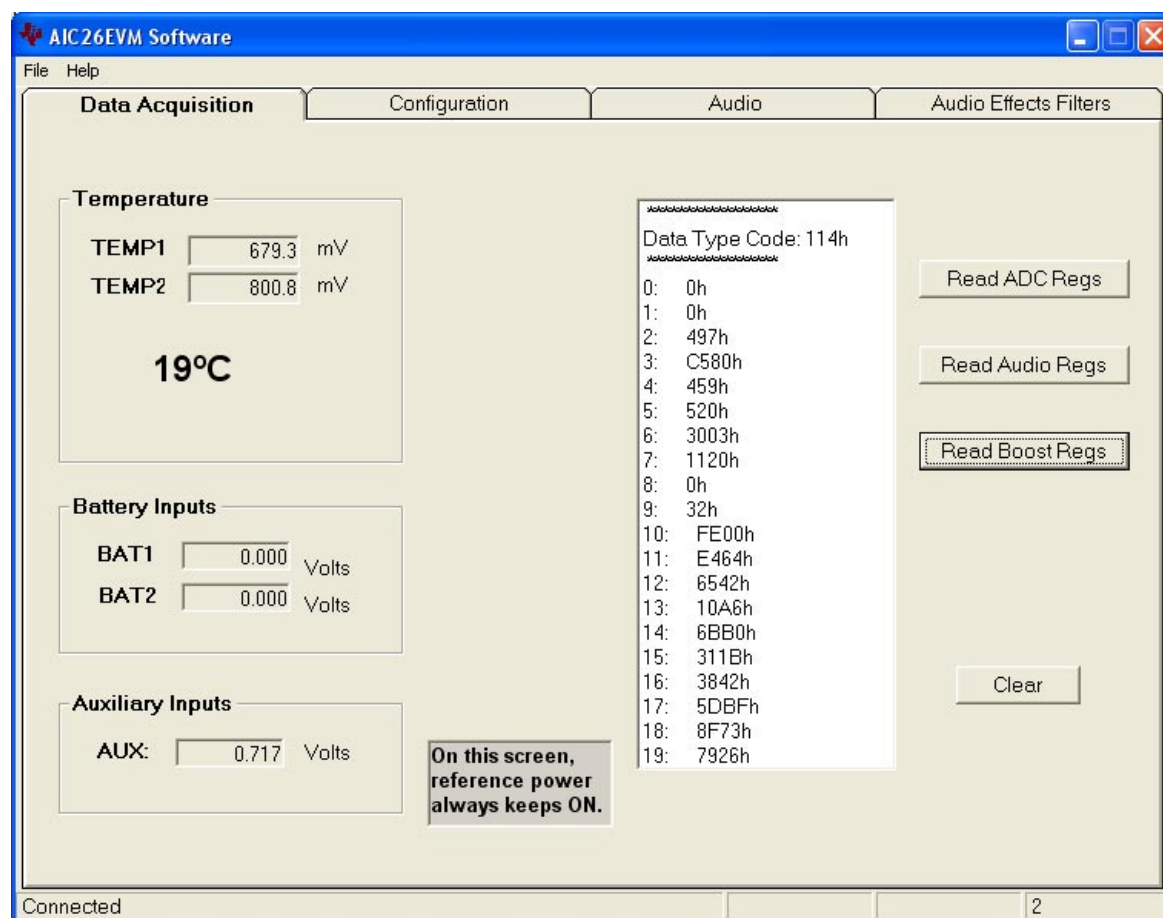 AIC26EVM Software
File Help
Data Acquisition Configuration Audio Audio Effects Filters
Temperature
TEMP1 679.3 mV
TEMP2 800.8 mV
19ºC
Battery Inputs
BAT1 0.000 Volts
BAT2 0.000 Volts
Auxiliary Inputs
AUX: 0.717 Volts
On this screen,
reference power
always keeps ON.
********************
Data Type Code: 114h
********************
0: 0h
1: 0h
2: 497h
3: C580h
4: 459h
5: 520h
6: 3003h
7: 1120h
8: 0h
9: 32h
10: FE00h
11: E464h
12: 6542h
13: 10A6h
14: 6BB0h
15: 311Bh
16: 3842h
17: 5DBFh
18: 8F73h
19: 7926h
Read ADC Regs
Read Audio Regs
Read Boost Regs
Clear
Connected 2